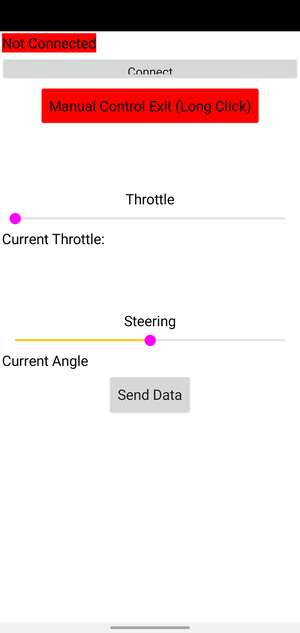 Not Connected
Connect
Manual Control Exit (Long Click)
Throttle
Current Throttle:
Steering
Current Angle
Send Data